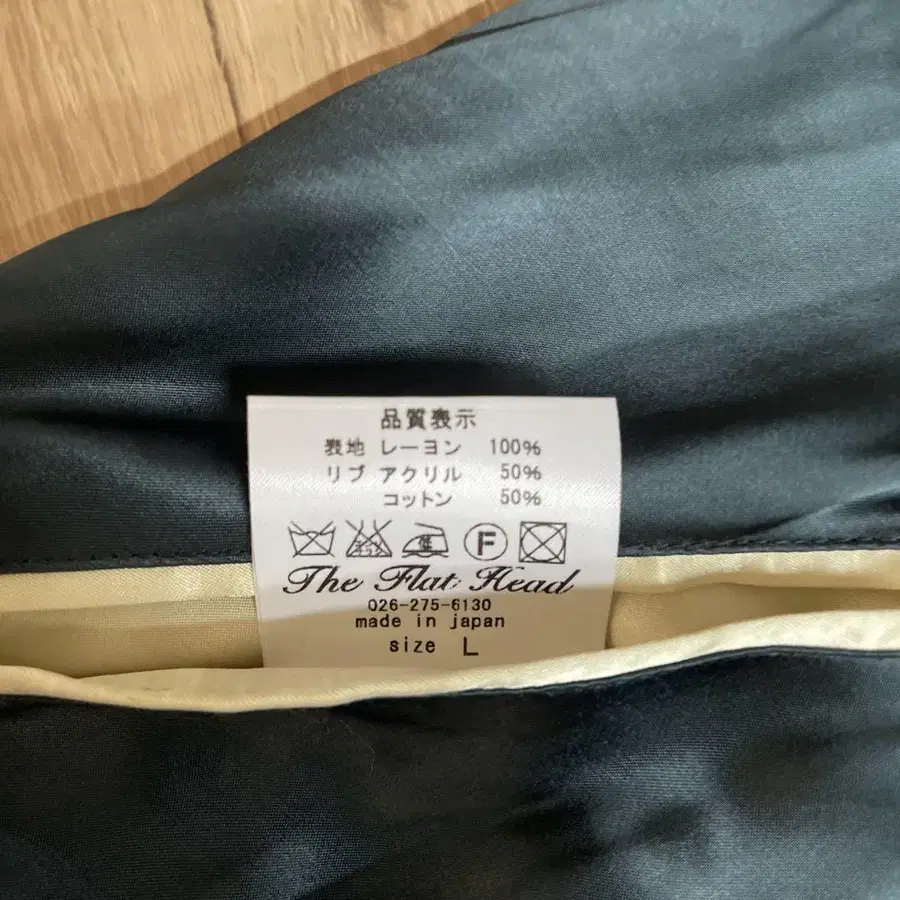 品質表示
表地 レーヨン 100%
リブ アクリル 50%
コットン 50%
低 F
The Flat Head
026-275-6130
made in japan
size L